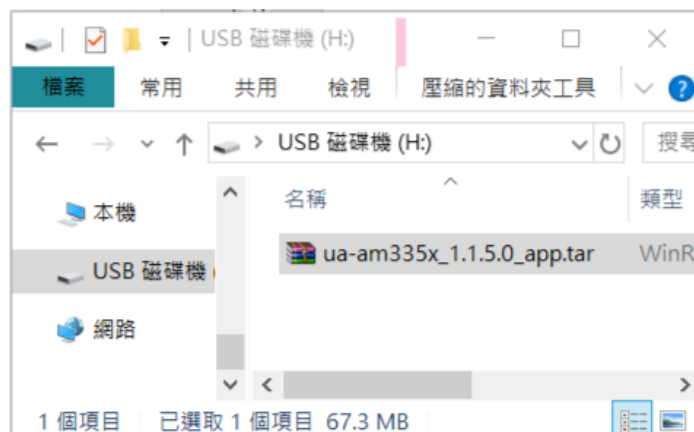 USB 磁碟機 (H:)
檔案 常用 共用 檢視 壓縮的資料夾工具
USB 磁碟機 (H:) 搜尋
名稱 類型
本機
ua-am335x_1.1.5.0_app.tar WinR
USB 磁碟機
網路
1 個項目 已選取 1 個項目 67.3 MB